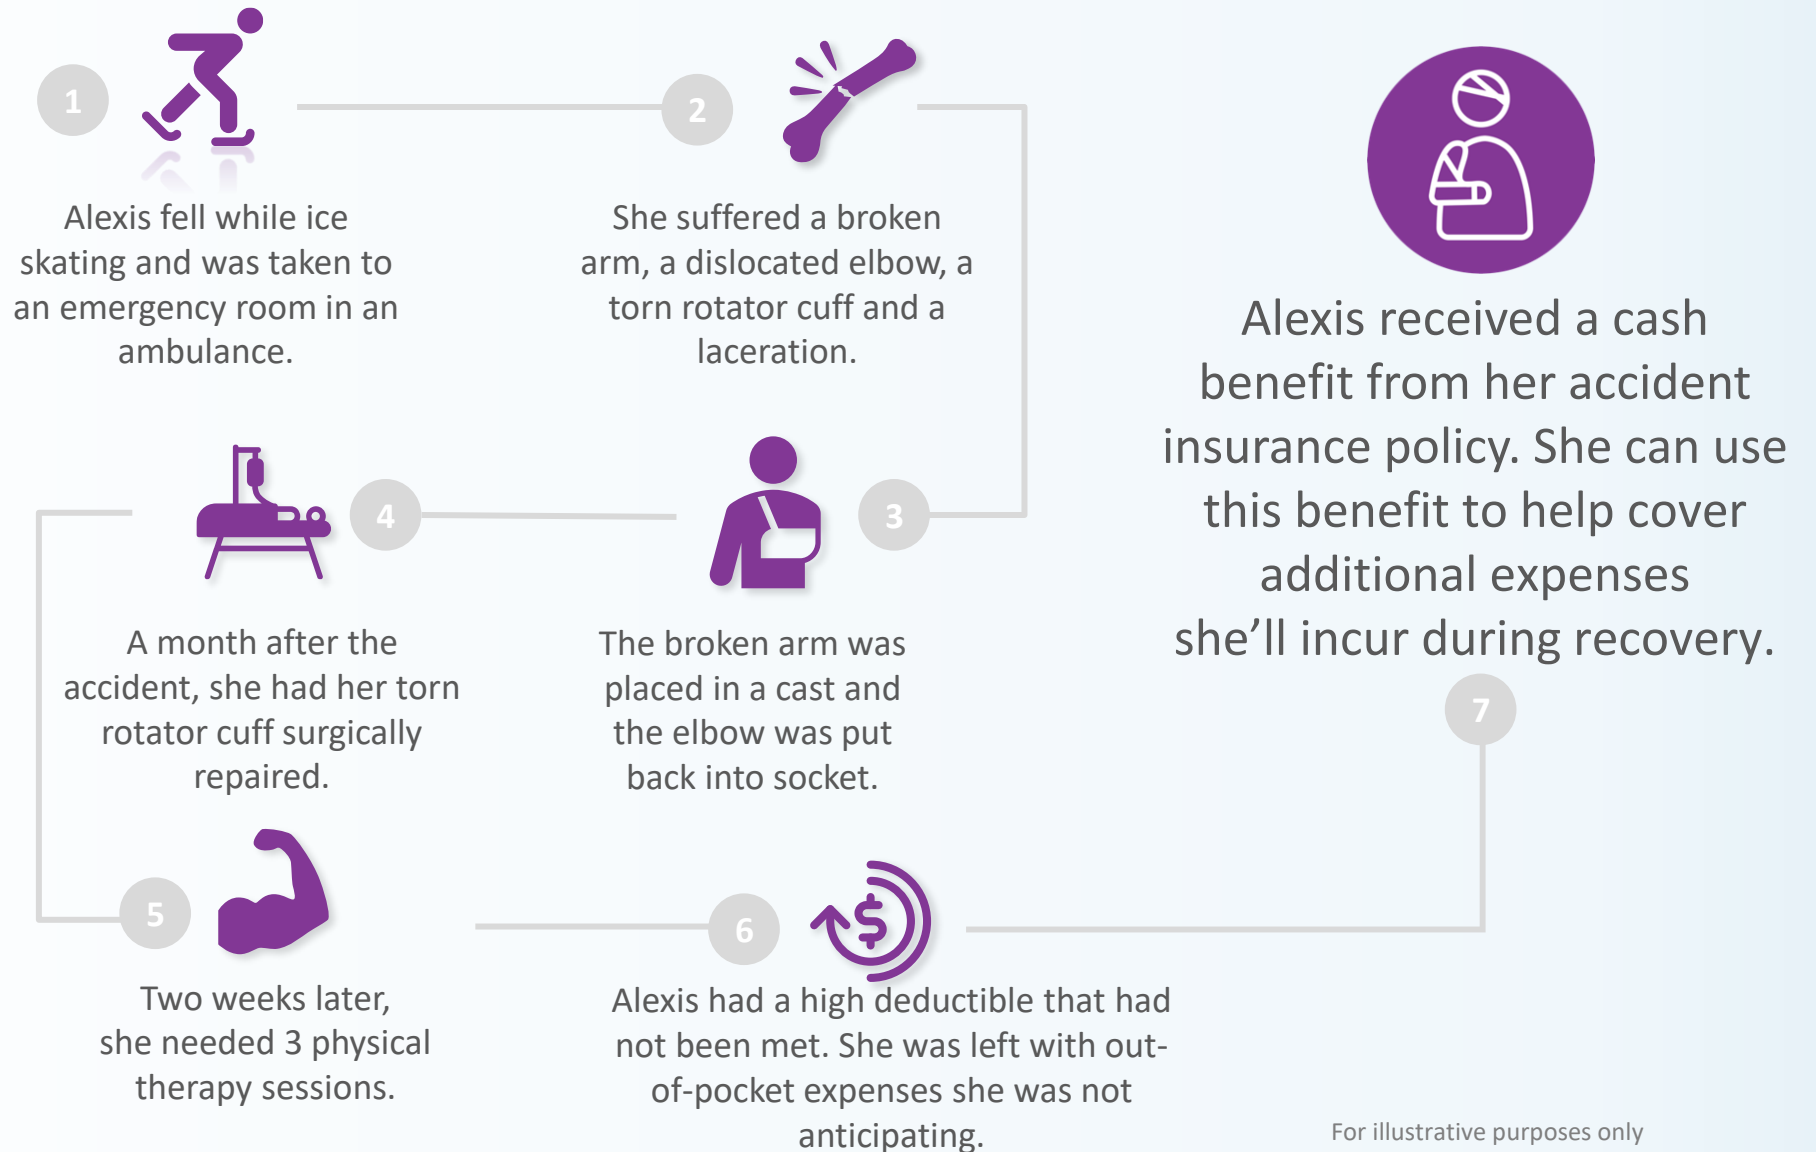 1
Alexis fell while ice
skating and was taken to
an emergency room in an
ambulance.
2
She suffered a broken
arm, a dislocated elbow, a
torn rotator cuff and a
laceration.
3
The broken arm was
placed in a cast and
the elbow was put
back into socket.
4
A month after the
accident, she had her torn
rotator cuff surgically
repaired.
5
Two weeks later,
she needed 3 physical
therapy sessions.
6
$
Alexis had a high deductible that had
not been met. She was left with out-
of-pocket expenses she was not
anticipating.
7
Alexis received a cash
benefit from her accident
insurance policy. She can use
this benefit to help cover
additional expenses
she’ll incur during recovery.
For illustrative purposes only